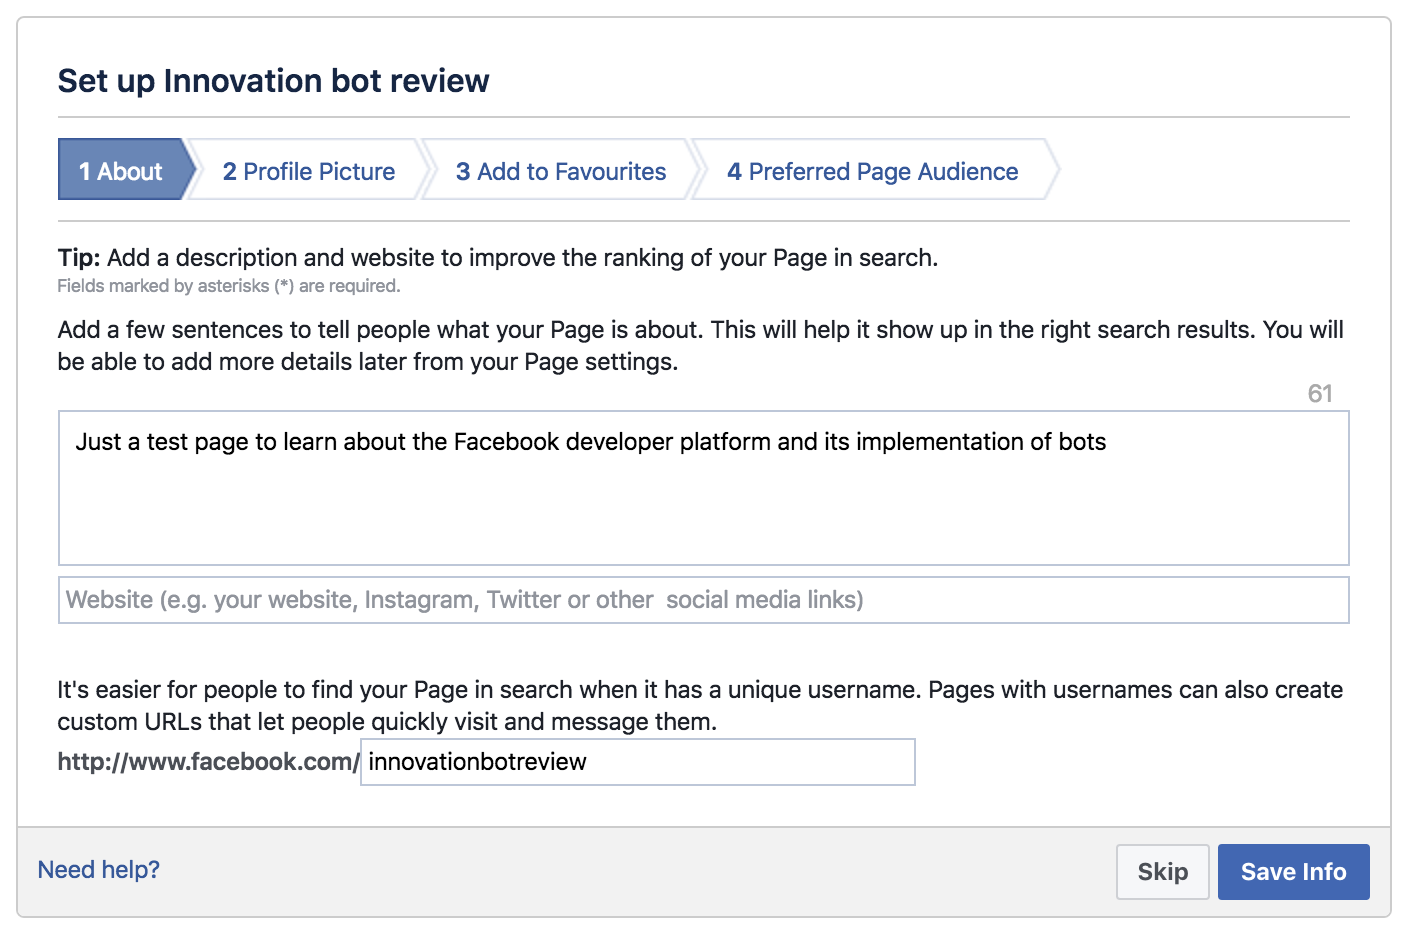 Set up Innovation bot review
1 About
2 Profile Picture
3 Add to Favourites
4 Preferred Page Audience
Tip: Add a description and website to improve the ranking of your Page in search.
Fields marked by asterisks (*) are required.
Add a few sentences to tell people what your Page is about. This will help it show up in the right search results. You will
be able to add more details later from your Page settings.
61
Just a test page to learn about the Facebook developer platform and its implementation of bots
Website (e.g. your website, Instagram, Twitter or other  social media links)
It's easier for people to find your Page in search when it has a unique username. Pages with usernames can also create
custom URLs that let people quickly visit and message them.
http://www.facebook.com/ innovationbotreview
Need help?
Skip
Save Info